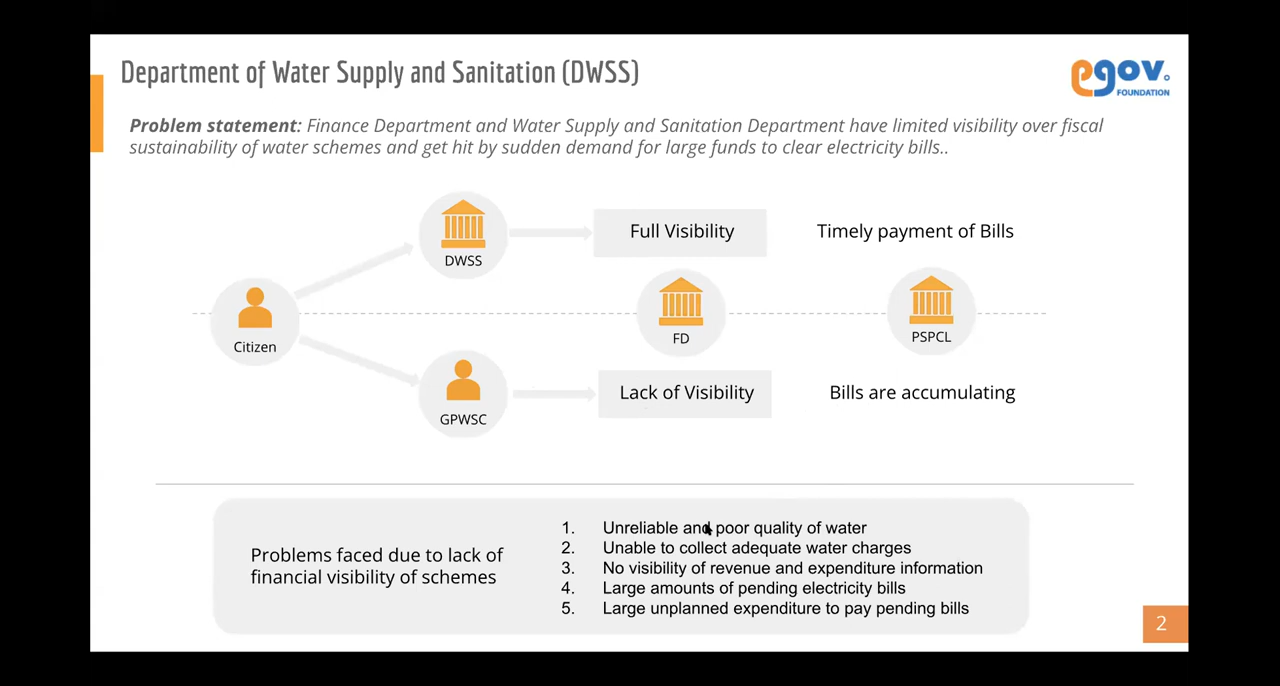 Department of Water Supply and Sanitation (DWSS)
egov.
FOUNDATION
Problem statement: Finance Department and Water Supply and Sanitation Department have limited visibility over fiscal
sustainability of water schemes and get hit by sudden demand for large funds to clear electricity bills..
DWSS
Full Visibility
Timely payment of Bills
Citizen
FD
PSPCL
GPWSC
Lack of Visibility
Bills are accumulating
Problems faced due to lack of
financial visibility of schemes
1. Unreliable and poor quality of water
2. Unable to collect adequate water charges
3. No visibility of revenue and expenditure information
4. Large amounts of pending electricity bills
5. Large unplanned expenditure to pay pending bills
2